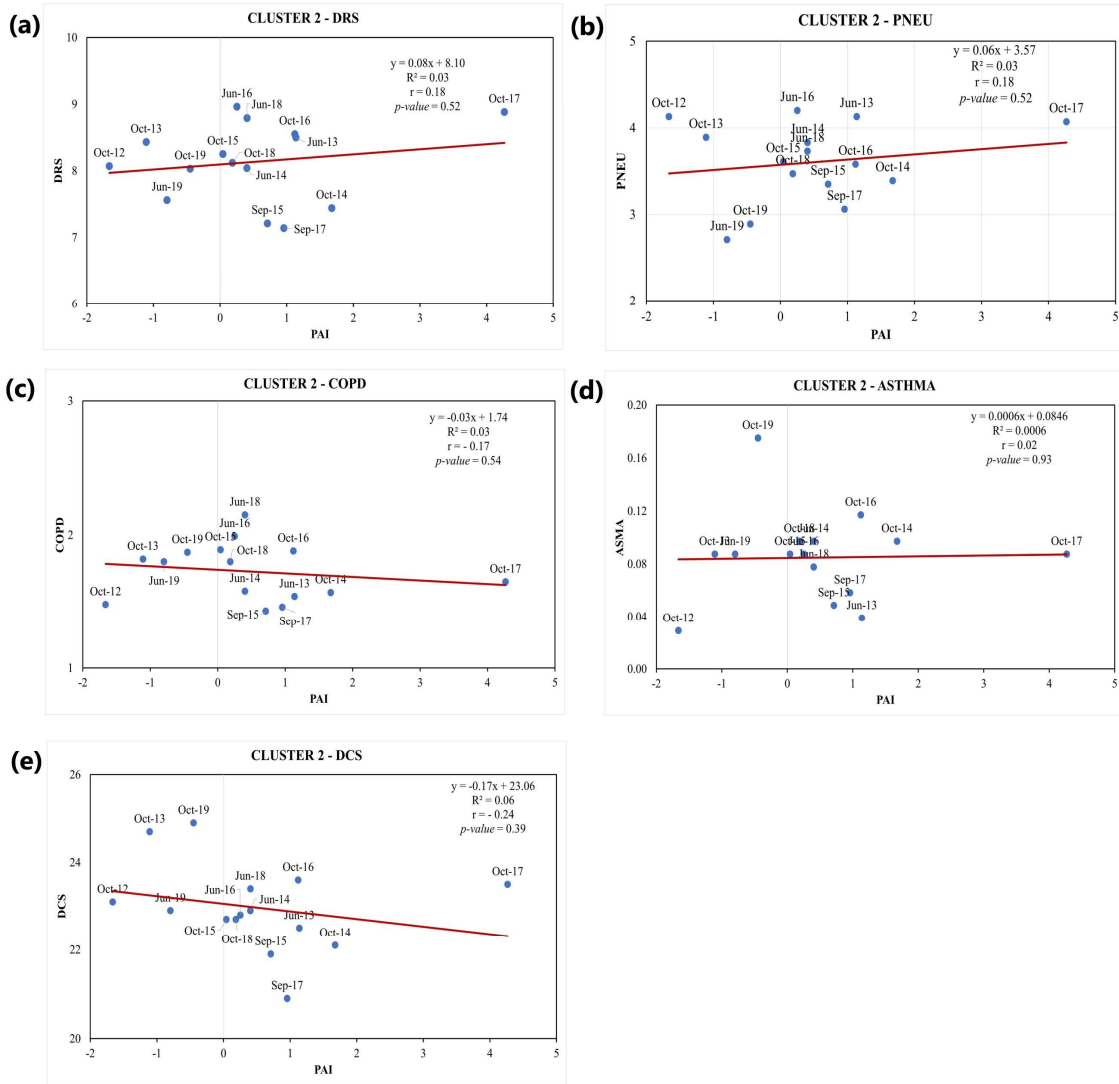 (a)
CLUSTER 2 - DRS
y = 0.08x + 8.10
R² = 0.03
r = 0.18
p-value = 0.52
10
9
8
7
6
DRS
Jun-16
Jun-18
Oct-17
Oct-13
Oct-16
Oct-15
Jun-13
Oct-12
Oct-19
Oct-18
Jun-14
Jun-19
Oct-14
Sep-15
Sep-17
-2 -1 0 1 2 3 4 5
PAI
(b)
CLUSTER 2 - PNEU
y = 0.06x + 3.57
R² = 0.03
r = 0.18
p-value = 0.52
5
4
3
2
PNEU
Oct-12
Jun-16
Jun-13
Oct-17
Oct-13
Jun-14
Jun-18
Oct-15
Oct-16
Oct-18
Sep-15
Oct-14
Sep-17
Oct-19
Jun-19
-2 -1 0 1 2 3 4 5
PAI
(c)
CLUSTER 2 - COPD
y = -0.03x + 1.74
R² = 0.03
r = - 0.17
p-value = 0.54
3
2
1
COPD
Jun-18
Jun-16
Oct-13
Oct-19
Oct-15
Oct-16
Oct-18
Jun-19
Jun-14
Oct-17
Oct-12
Jun-13
Oct-14
Sep-15
Sep-17
-2 -1 0 1 2 3 4 5
PAI
(d)
CLUSTER 2 - ASTHMA
y = 0.0006x + 0.0846
R² = 0.0006
r = 0.02
p-value = 0.93
0.20
0.16
0.12
0.08
0.04
0.00
ASMA
Oct-19
Oct-16
Oct-18
Jun-14
Oct-14
Oct-13
Jun-19
Oct-15
Jun-16
Oct-17
Jun-18
Sep-17
Sep-15
Jun-13
Oct-12
-2 -1 0 1 2 3 4 5
PAI
(e)
CLUSTER 2 - DCS
y = -0.17x + 23.06
R² = 0.06
r = - 0.24
p-value = 0.39
26
24
22
20
DCS
Oct-13
Oct-19
Oct-16
Oct-17
Oct-12
Jun-19
Jun-16
Jun-18
Jun-14
Oct-15
Oct-18
Jun-13
Sep-15
Oct-14
Sep-17
-2 -1 0 1 2 3 4 5
PAI